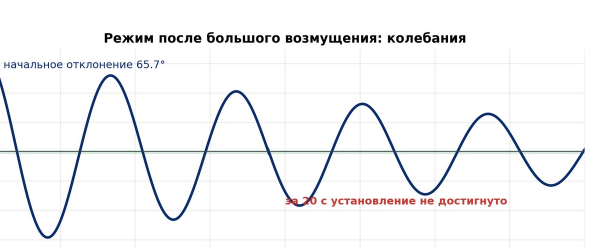 Режим после большого возмущения: колебания
начальное отклонение 65.7°
за 20 с установление не достигнуто